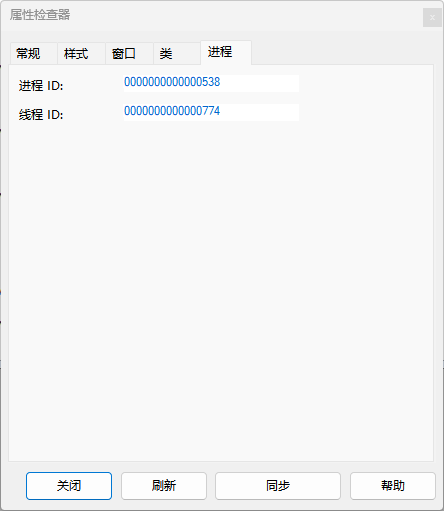 属性检查器
x
常规 样式 窗口 类 进程
进程 ID: 0000000000000538
线程 ID: 0000000000000774
关闭 刷新 同步 帮助